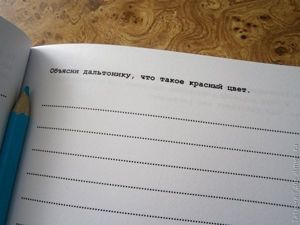 Объясни дальтонику, что такое красный цвет.